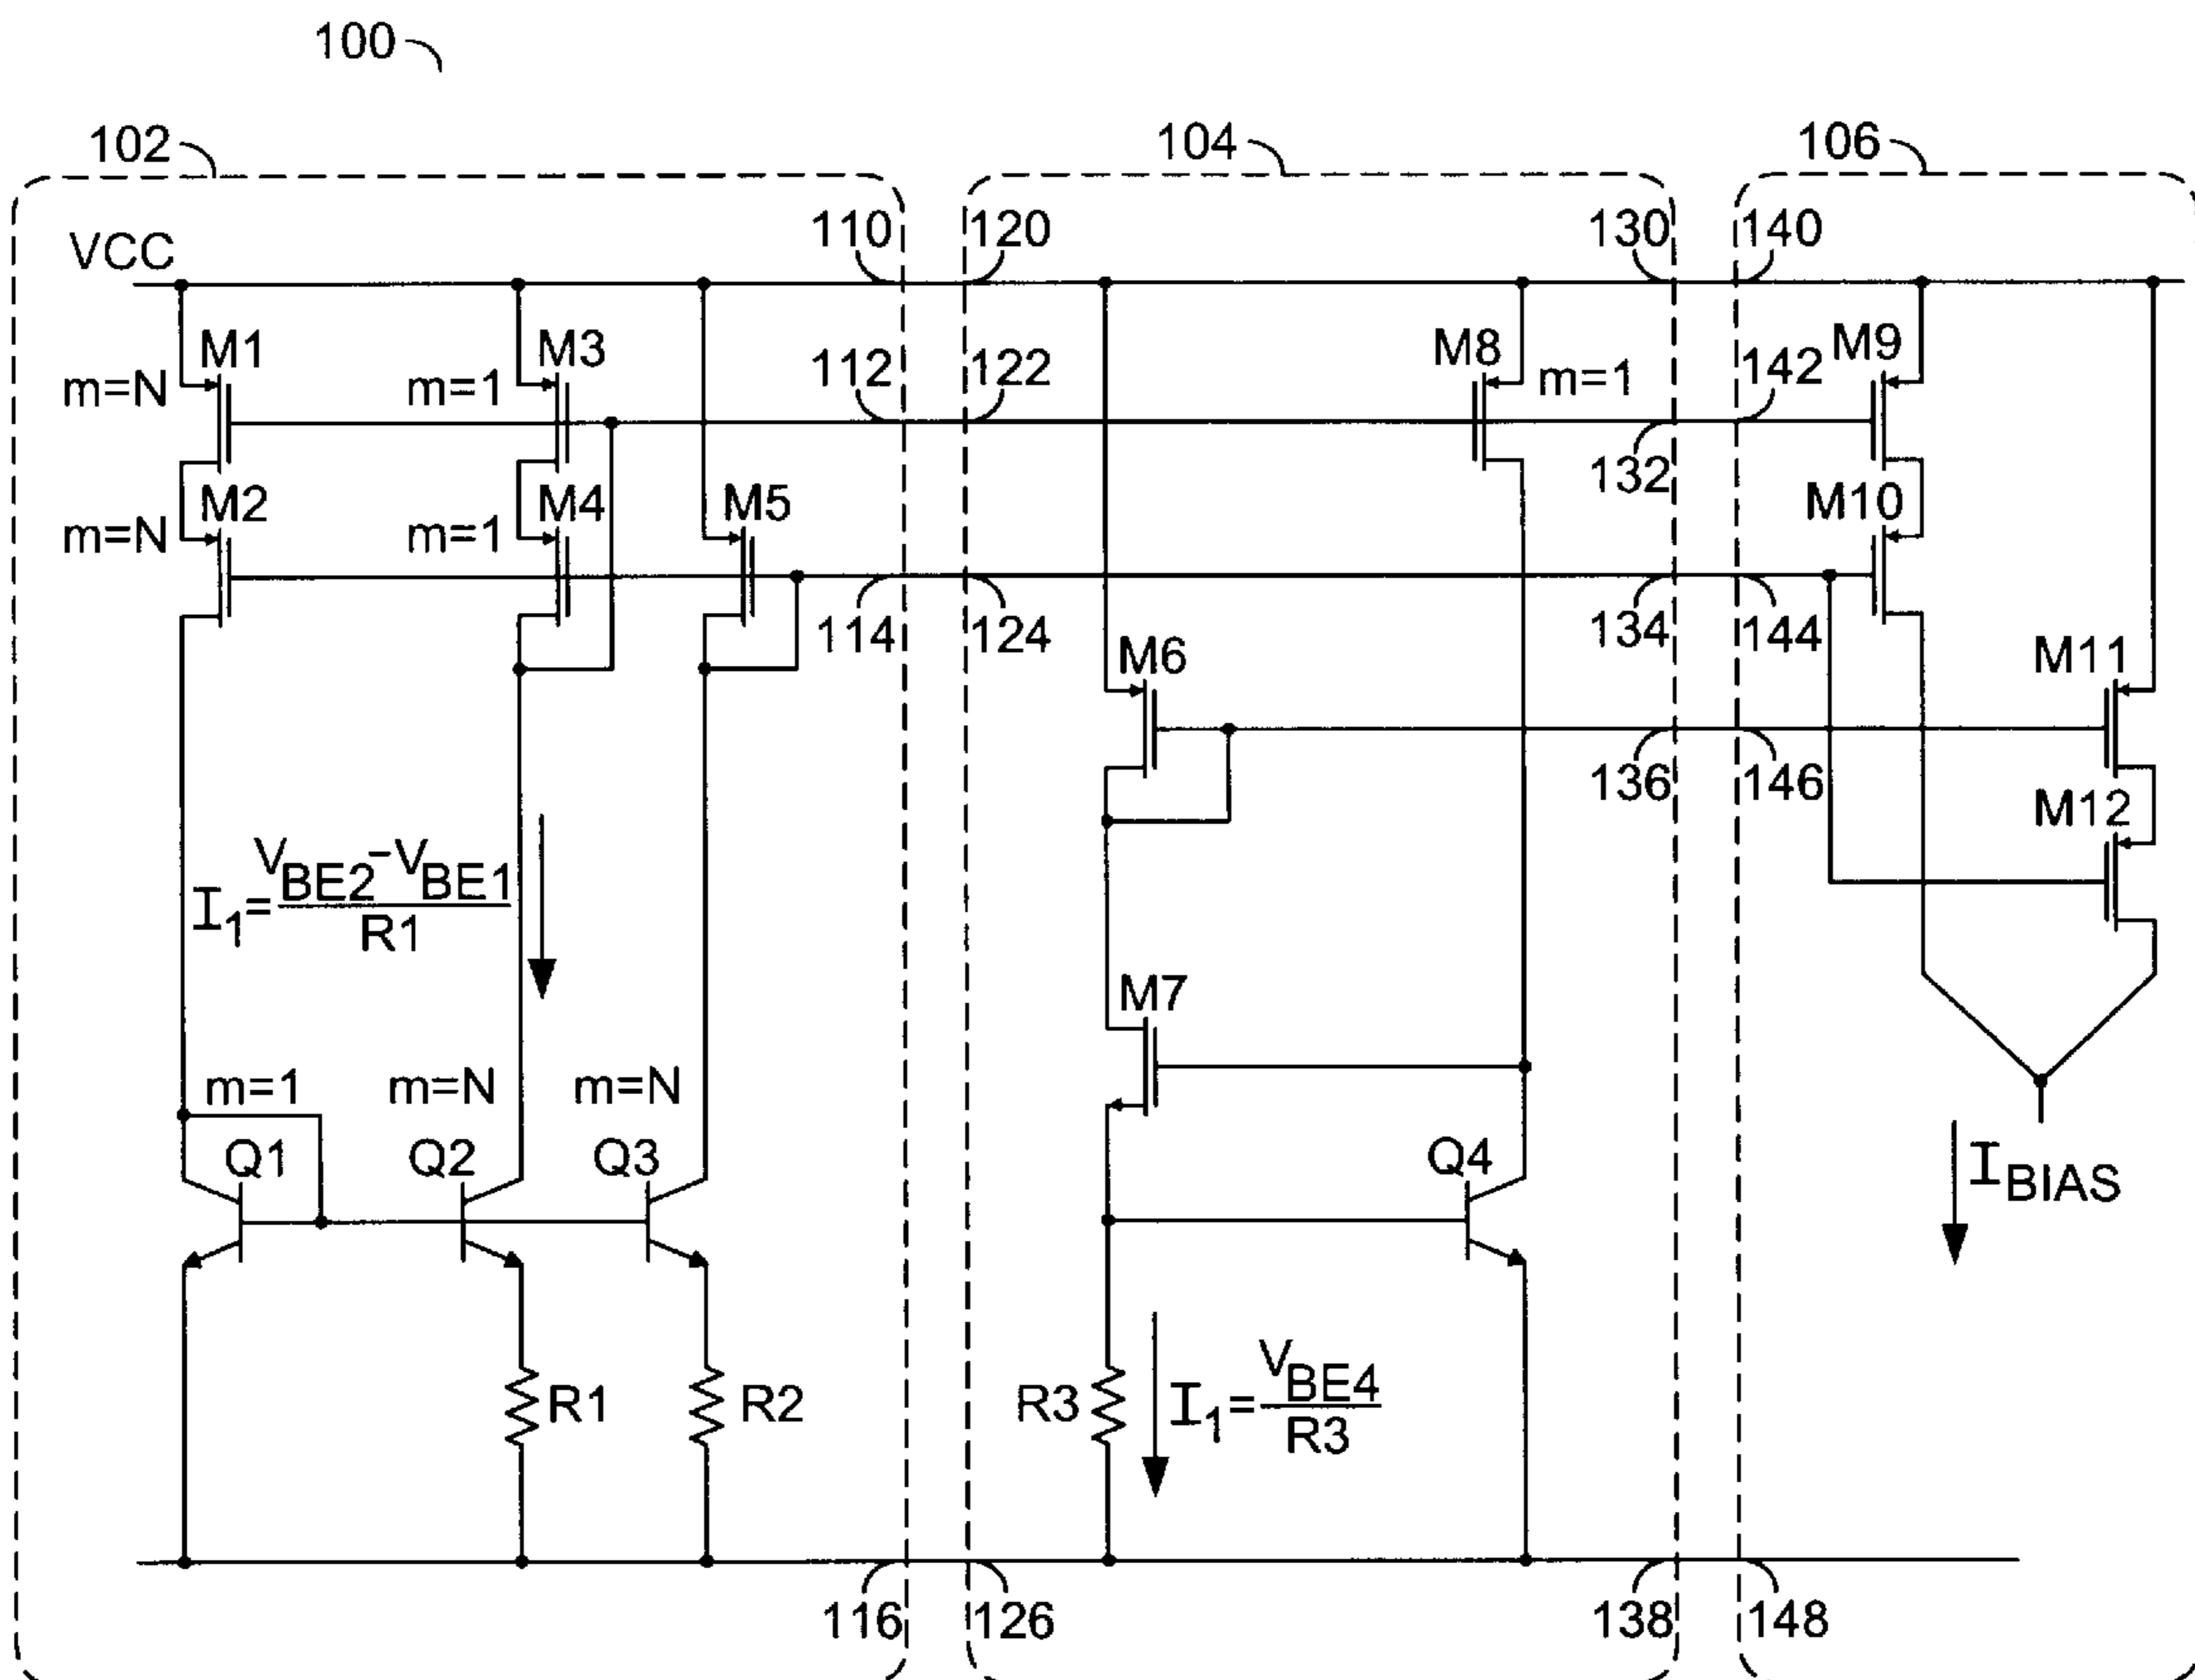 100
102
104
106
VCC
110
120
130
140
M1
m=N
M3
m=1
112
122
M8
m=1
142
M9
132
M2
m=N
M4
m=1
M5
M10
114
124
134
144
M6
M11
136
146
M12
I1=VBE2-VBE1
R1
M7
m=1
m=N
m=N
Q1
Q2
Q3
Q4
IBIAS
R1
R2
R3
I1=VBE4
R3
116
126
138
148